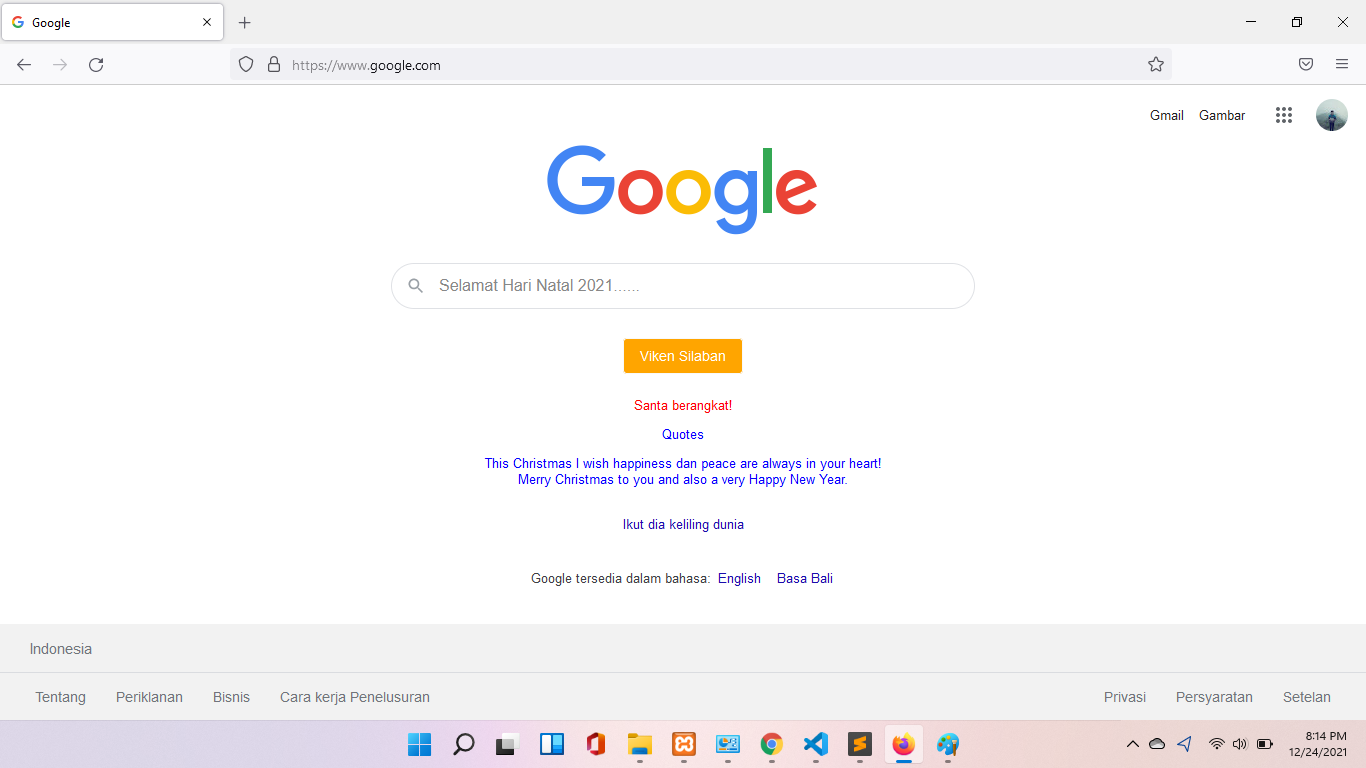 Google
https://www.google.com
Gmail Gambar
Google
Selamat Hari Natal 2021......
Viken Silaban
Santa berangkat!
Quotes
This Christmas I wish happiness dan peace are always in your heart!
Merry Christmas to you and also a very Happy New Year.
Ikut dia keliling dunia
Google tersedia dalam bahasa: English Basa Bali
Indonesia
Tentang Periklanan Bisnis Cara kerja Penelusuran Privasi Persyaratan Setelan
8:14 PM
12/24/2021